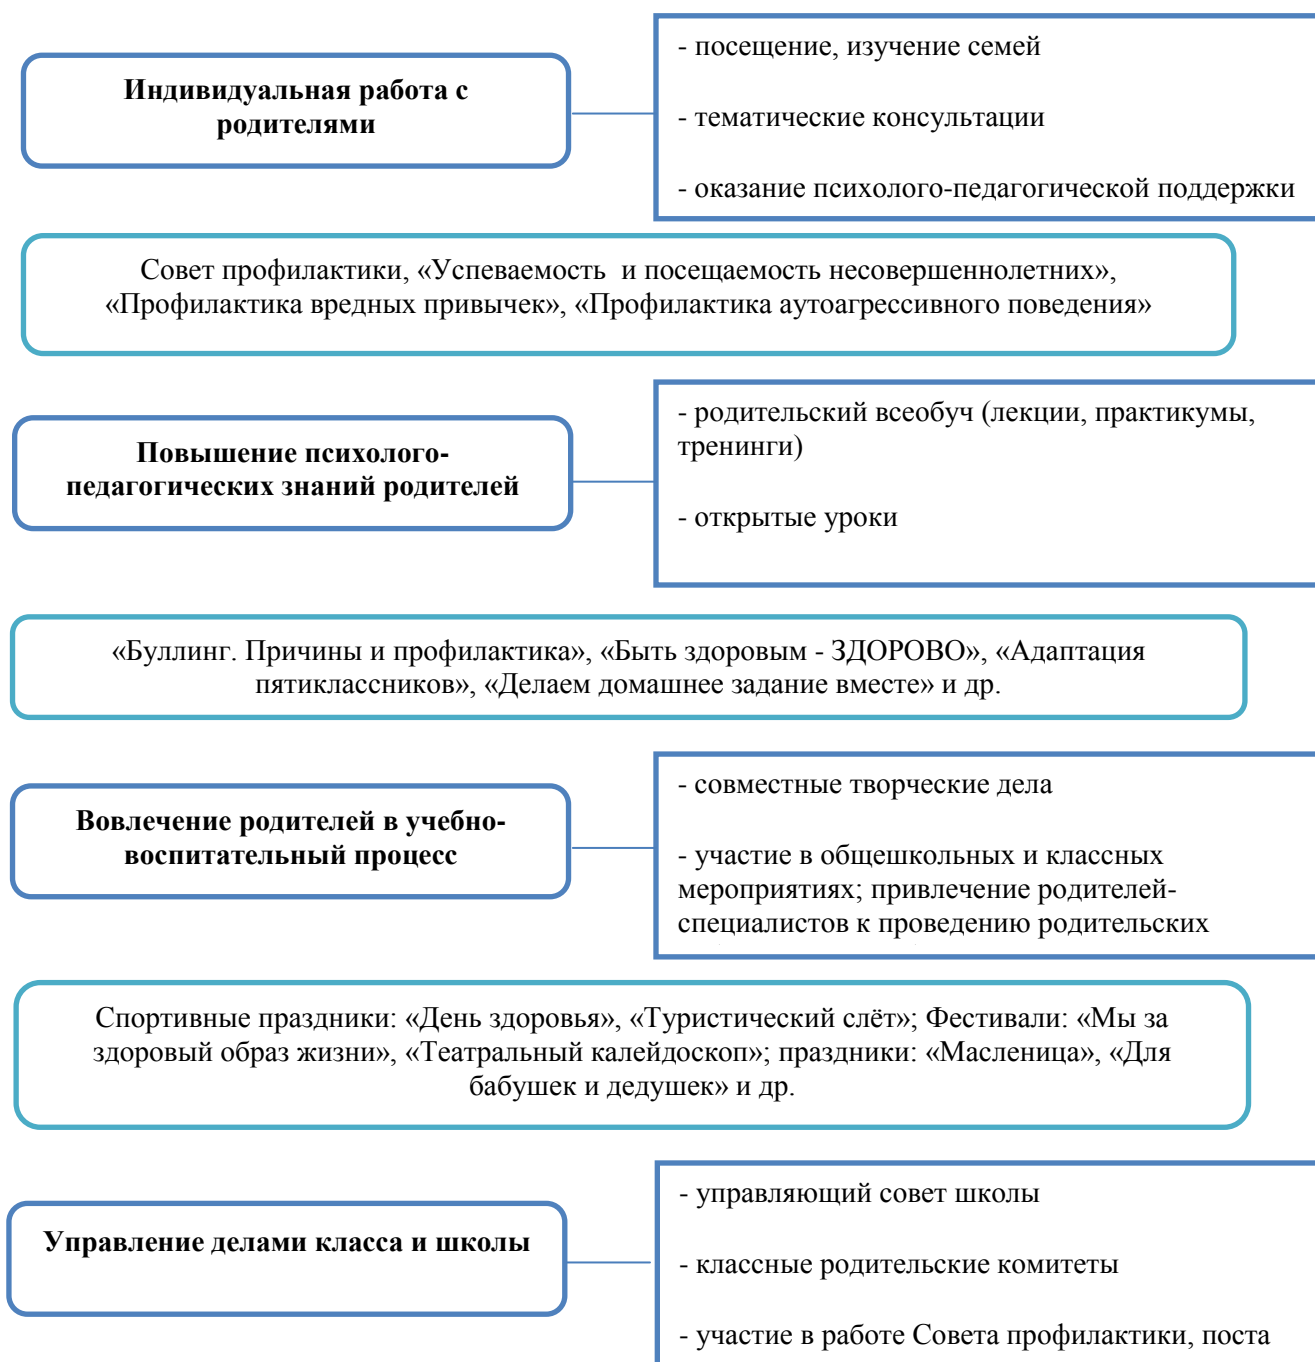 Индивидуальная работа с
родителями
- посещение, изучение семей
- тематические консультации
- оказание психолого-педагогической поддержки
Совет профилактики, «Успеваемость  и посещаемость несовершеннолетних»,
«Профилактика вредных привычек», «Профилактика аутоагрессивного поведения»
Повышение психолого-
педагогических знаний родителей
- родительский всеобуч (лекции, практикумы,
тренинги)
- открытые уроки
«Буллинг. Причины и профилактика», «Быть здоровым - ЗДОРОВО», «Адаптация
пятиклассников», «Делаем домашнее задание вместе» и др.
Вовлечение родителей в учебно-
воспитательный процесс
- совместные творческие дела
- участие в общешкольных и классных
мероприятиях; привлечение родителей-
специалистов к проведению родительских
Спортивные праздники: «День здоровья», «Туристический слёт»; Фестивали: «Мы за
здоровый образ жизни», «Театральный калейдоскоп»; праздники: «Масленица», «Для
бабушек и дедушек» и др.
Управление делами класса и школы
- управляющий совет школы
- классные родительские комитеты
- участие в работе Совета профилактики, поста